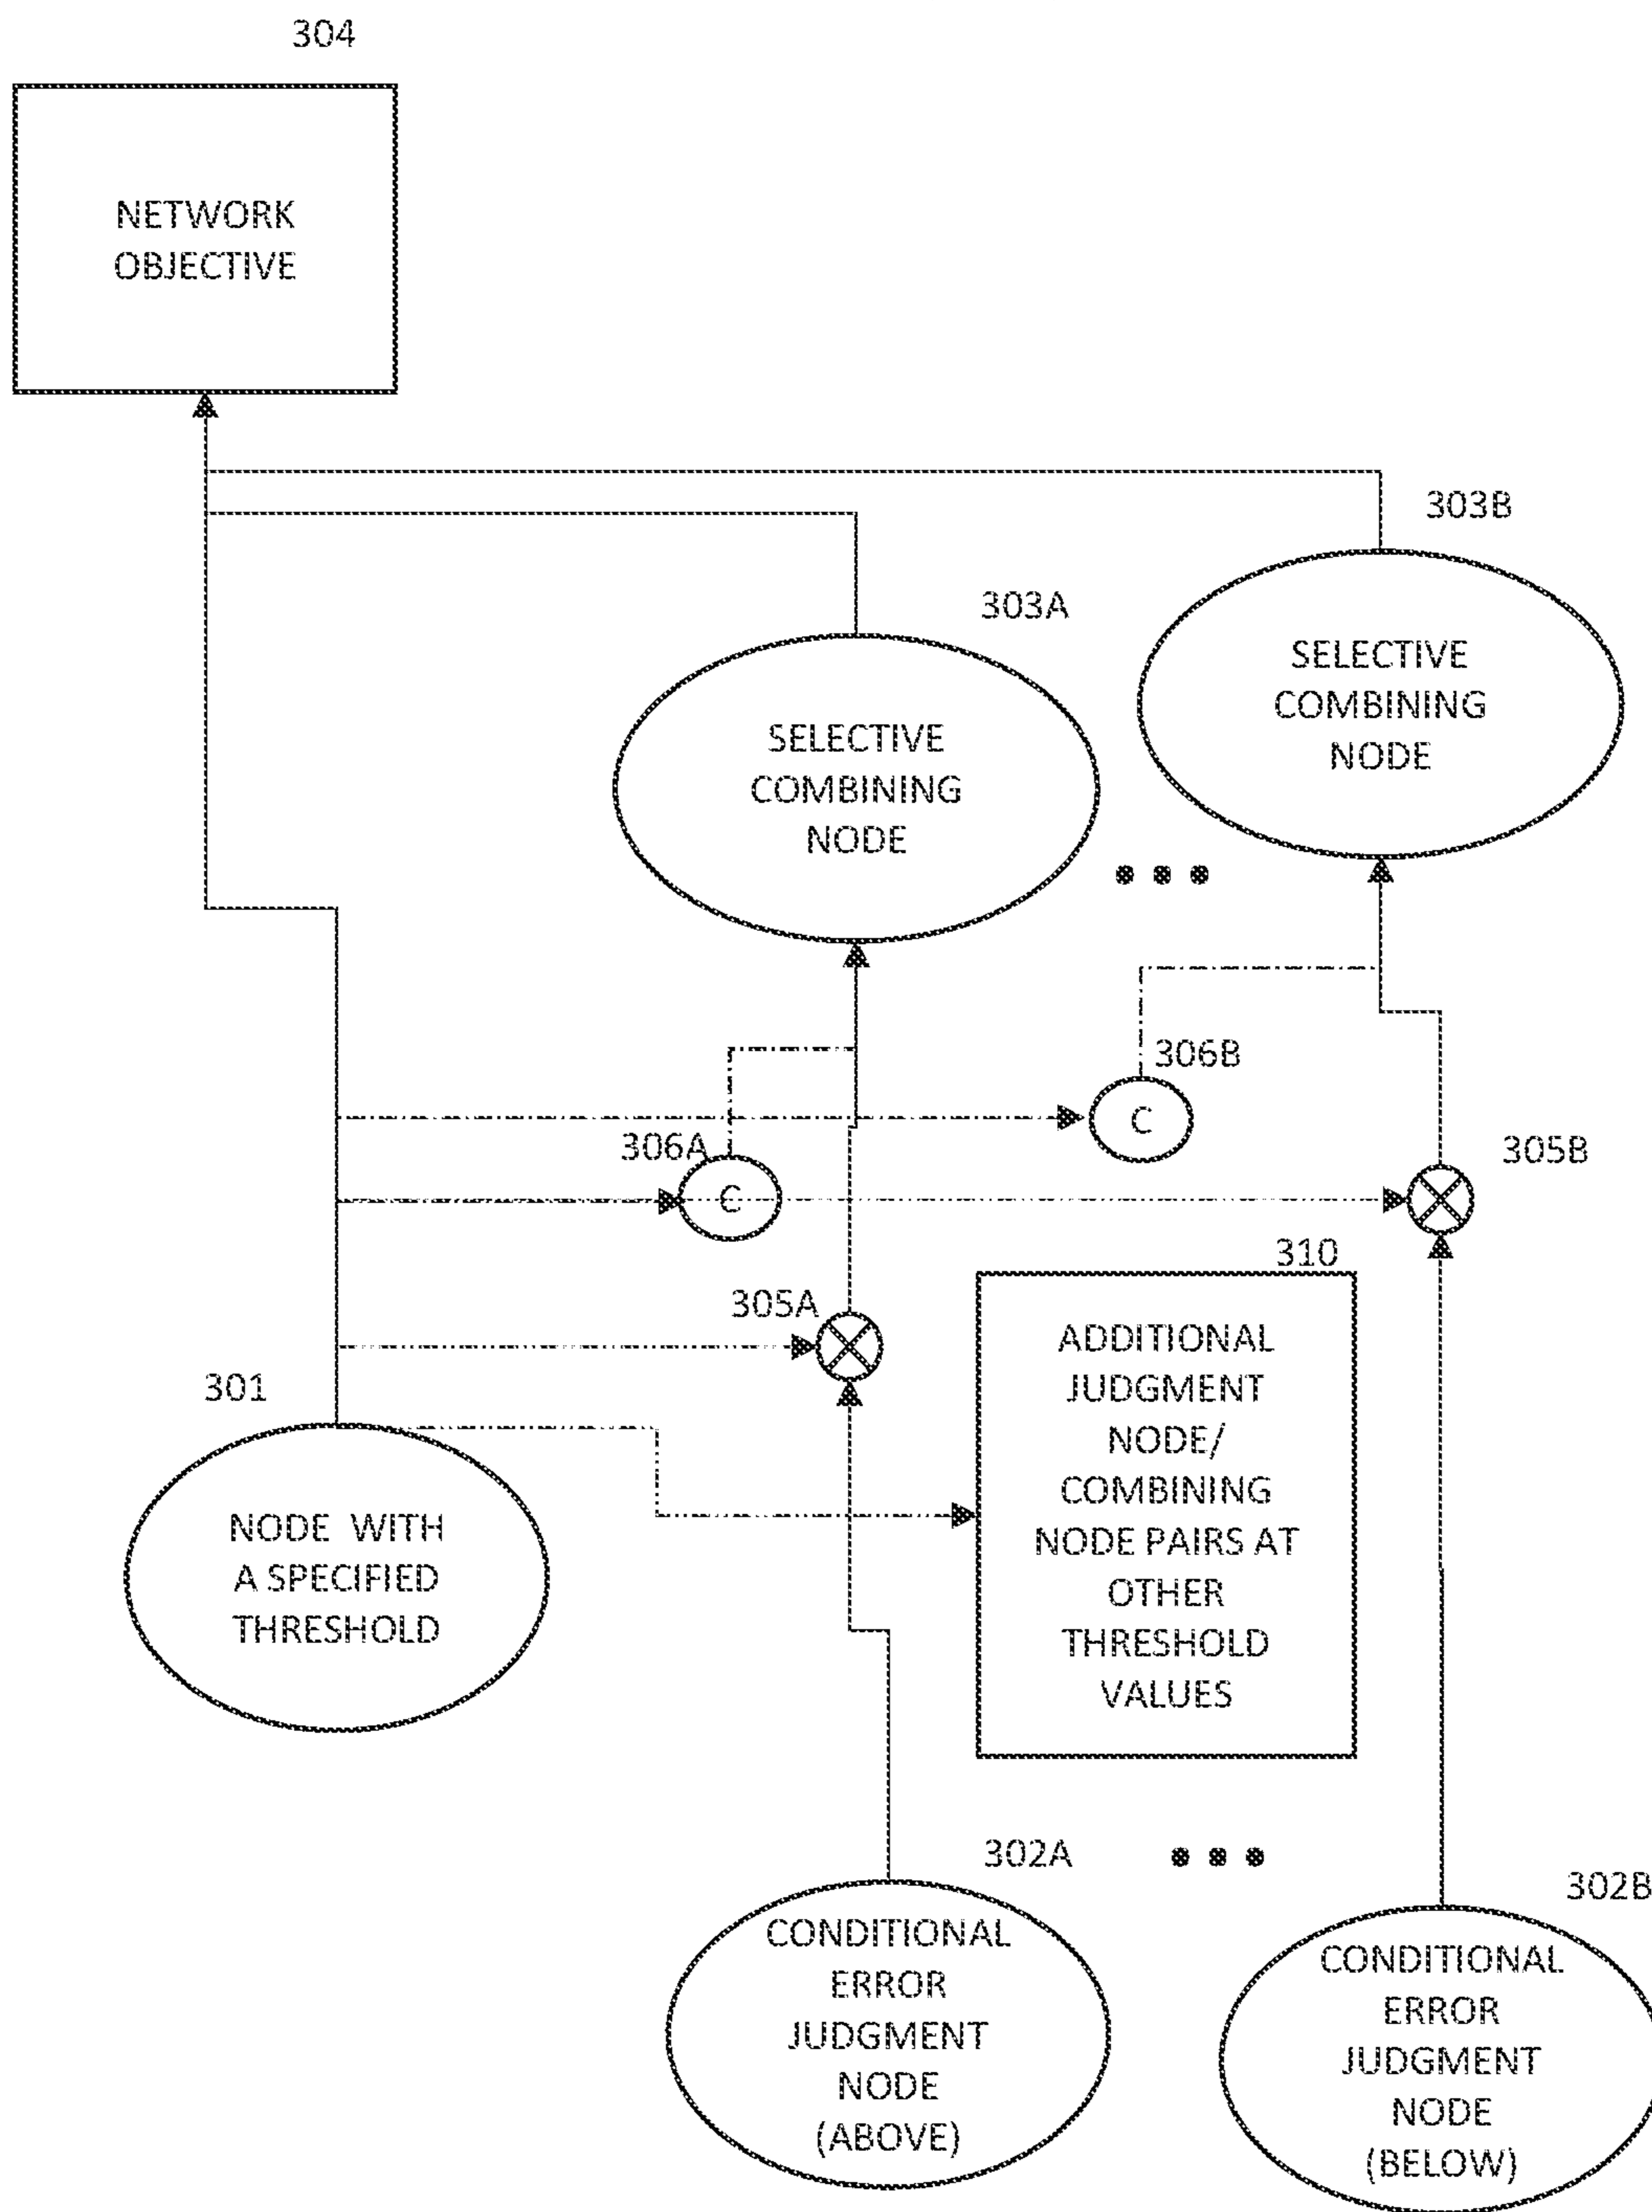 304
NETWORK
OBJECTIVE
303B
303A
SELECTIVE
COMBINING
NODE
SELECTIVE
COMBINING
NODE
306B
C
306A
C
305B
310
305A
ADDITIONAL
JUDGMENT
NODE/
COMBINING
NODE PAIRS AT
OTHER
THRESHOLD
VALUES
301
NODE WITH
A SPECIFIED
THRESHOLD
302A
302B
CONDITIONAL
ERROR
JUDGMENT
NODE
(ABOVE)
CONDITIONAL
ERROR
JUDGMENT
NODE
(BELOW)